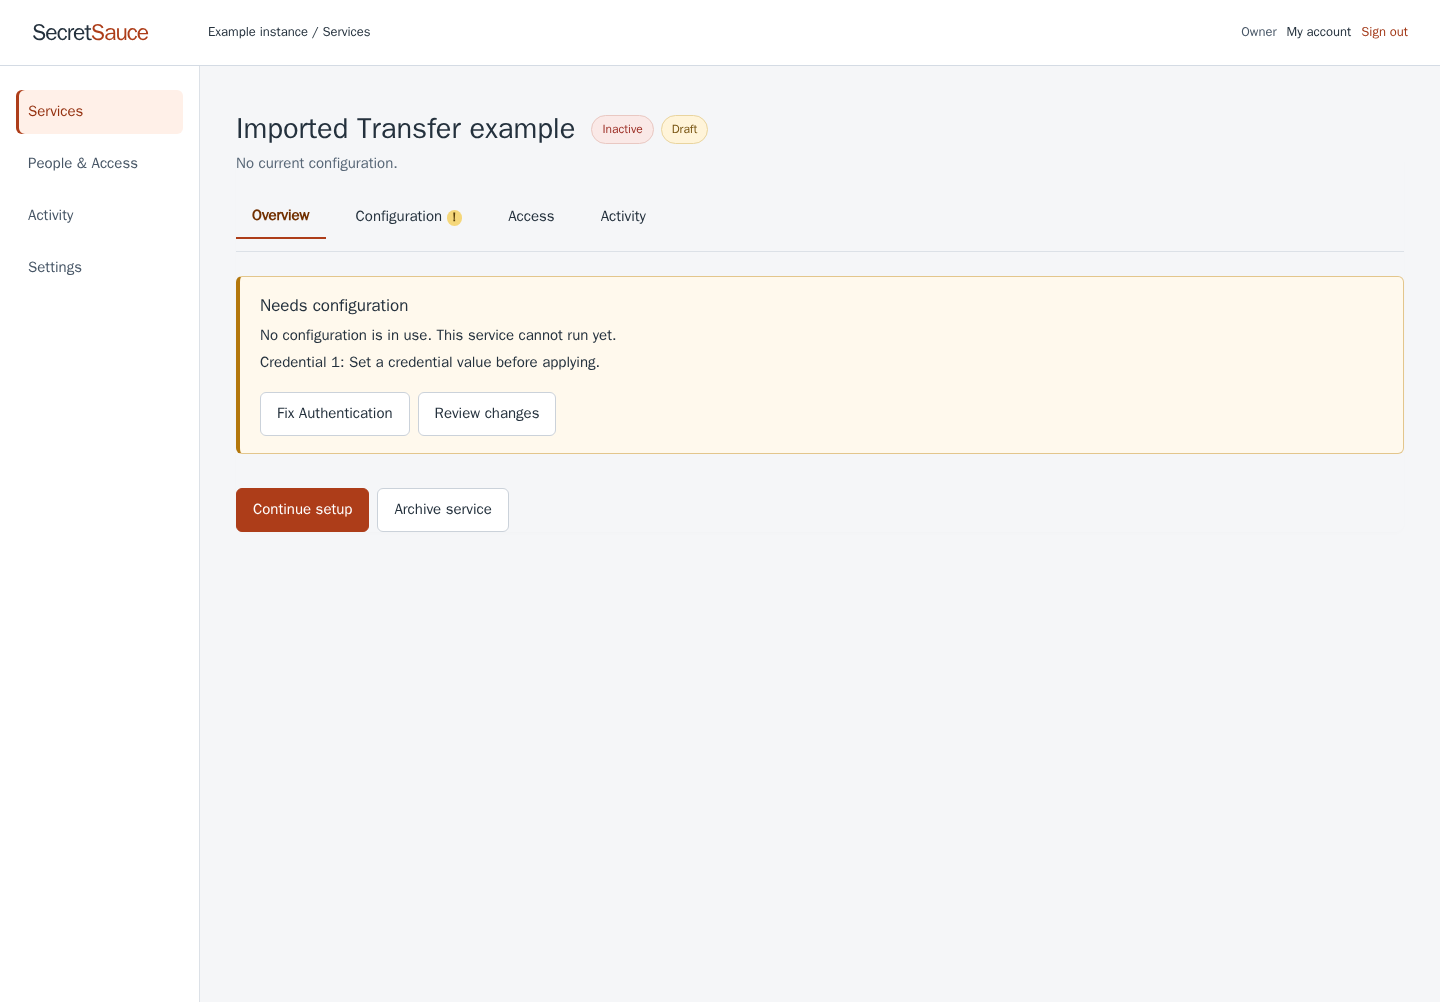 SecretSauce
Example instance / Services
Owner My account Sign out
Services
People & Access
Activity
Settings
Imported Transfer example Inactive Draft
No current configuration.
Overview Configuration ! Access Activity
Needs configuration
No configuration is in use. This service cannot run yet.
Credential 1: Set a credential value before applying.
Fix Authentication Review changes
Continue setup Archive service